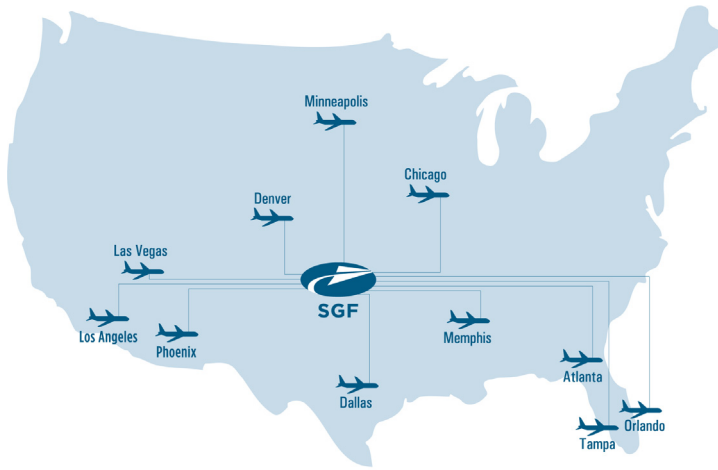 Minneapolis
Chicago
Denver
Las Vegas
SGF
Los Angeles
Phoenix
Memphis
Atlanta
Dallas
Orlando
Tampa